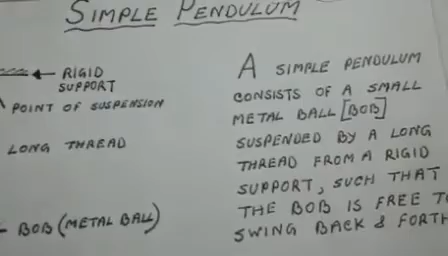 SIMPLE PENDULUM
RIGID
SUPPORT
POINT OF SUSPENSION
LONG THREAD
BOB (METAL BALL)
A SIMPLE PENDULUM
CONSISTS OF A SMALL
METAL BALL [BOB]
SUSPENDED BY A LONG
THREAD FROM A RIGID
SUPPORT, SUCH THAT
THE BOB IS FREE TO
SWING BACK & FORTH